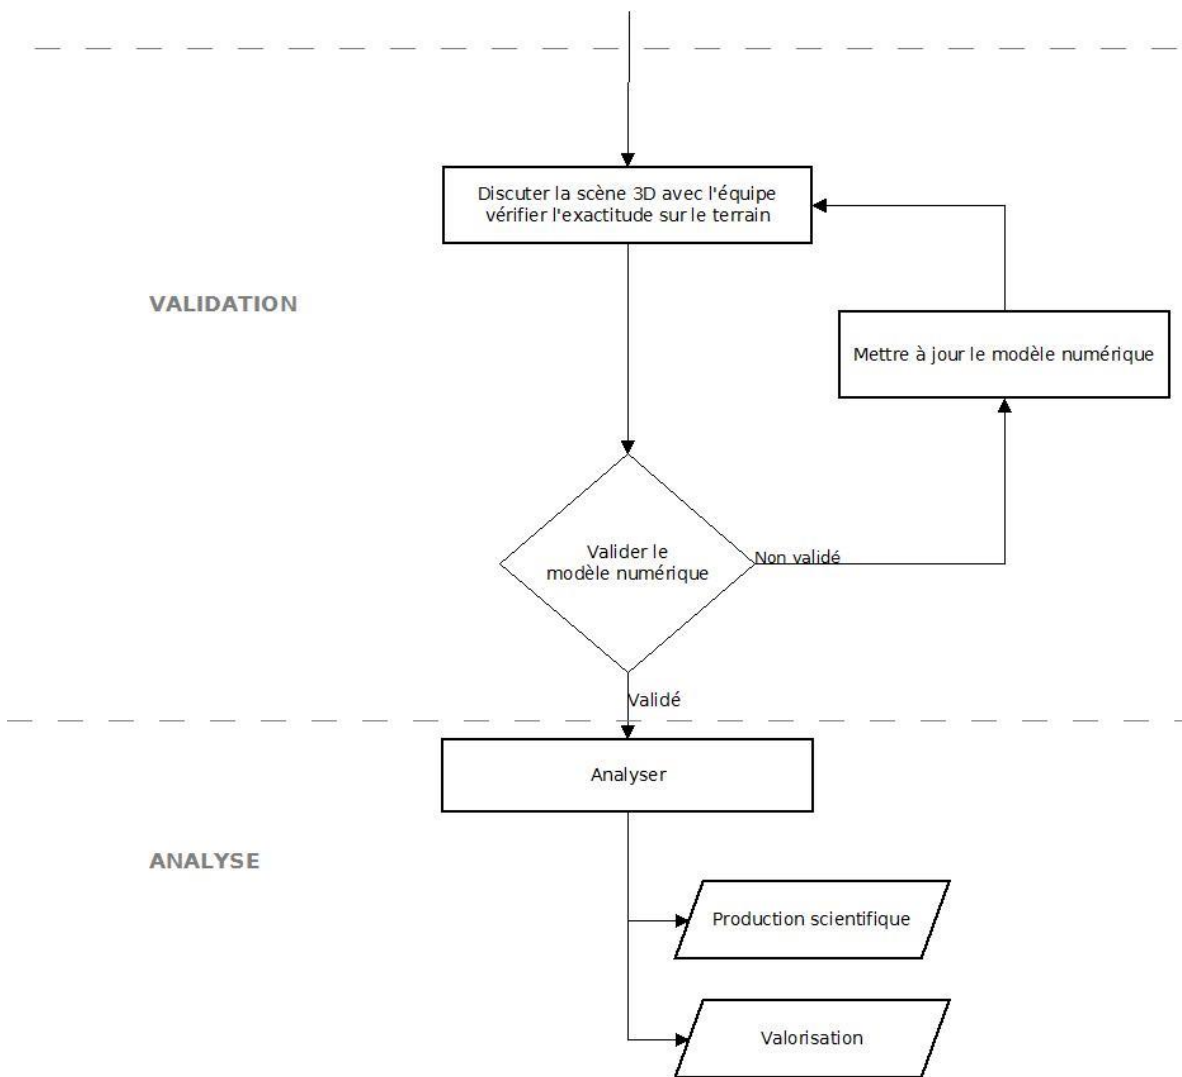 Discuter la scène 3D avec l'équipe
vérifier l'exactitude sur le terrain
VALIDATION
Mettre à jour le modèle numérique
Valider le
modèle numérique
Non validé
Validé
Analyser
ANALYSE
Production scientifique
Valorisation